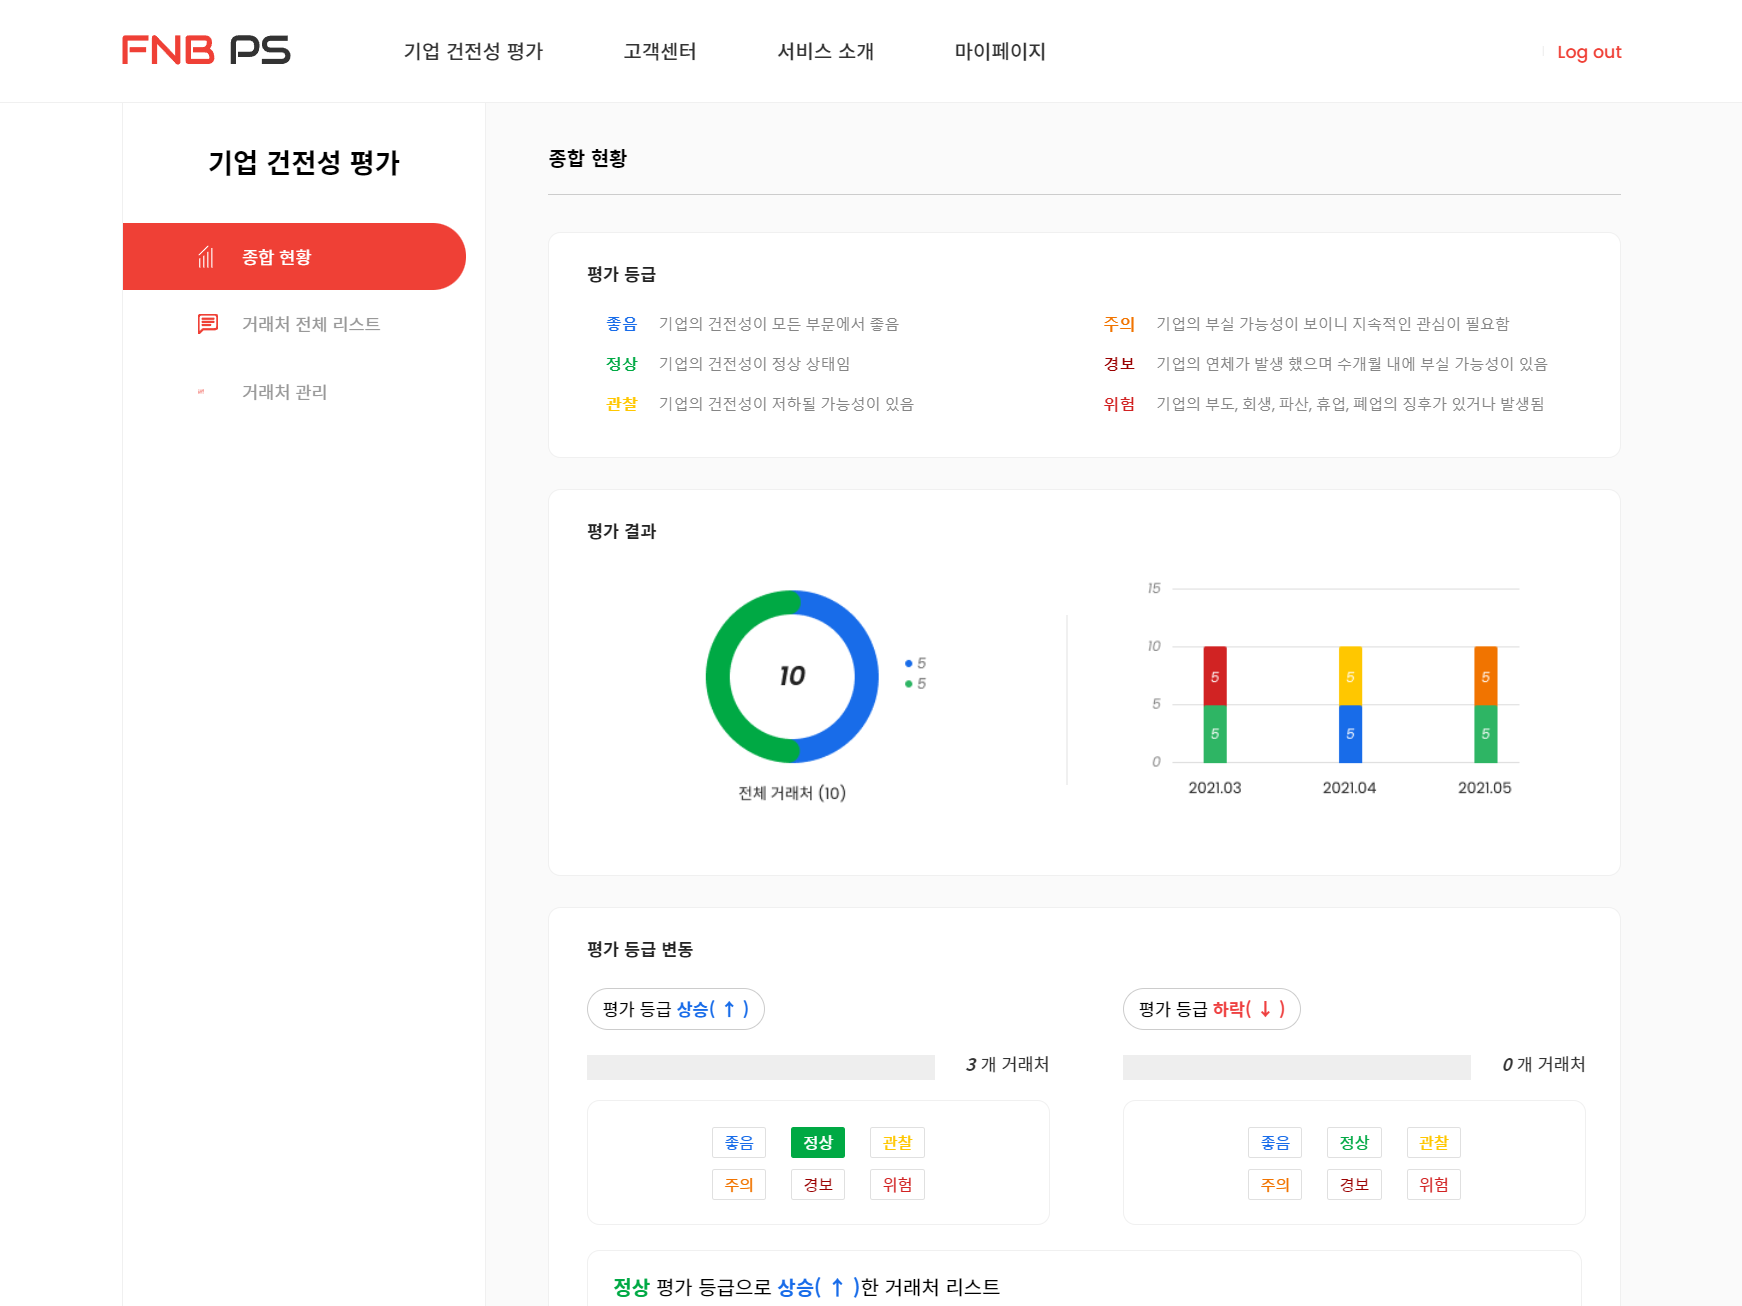 FNB PS
기업 건전성 평가
고객센터
서비스 소개
마이페이지
Log out
기업 건전성 평가
종합 현황
거래처 전체 리스트
거래처 관리
종합 현황
평가 등급
좋음 기업의 건전성이 모든 부문에서 좋음
정상 기업의 건전성이 정상 상태임
관찰 기업의 건전성이 저하될 가능성이 있음
주의 기업의 부실 가능성이 보이니 지속적인 관심이 필요함
경보 기업의 연체가 발생 했으며 수개월 내에 부실 가능성이 있음
위험 기업의 부도, 회생, 파산, 휴업, 폐업의 징후가 있거나 발생됨
평가 결과
10
5
5
전체 거래처 (10)
15
10
5
0
5 5 5
5 5 5
2021.03 2021.04 2021.05
평가 등급 변동
평가 등급 상승( ↑ )
3 개 거래처
좋음 정상 관찰
주의 경보 위험
평가 등급 하락( ↓ )
0 개 거래처
좋음 정상 관찰
주의 경보 위험
정상 평가 등급으로 상승( ↑ )한 거래처 리스트